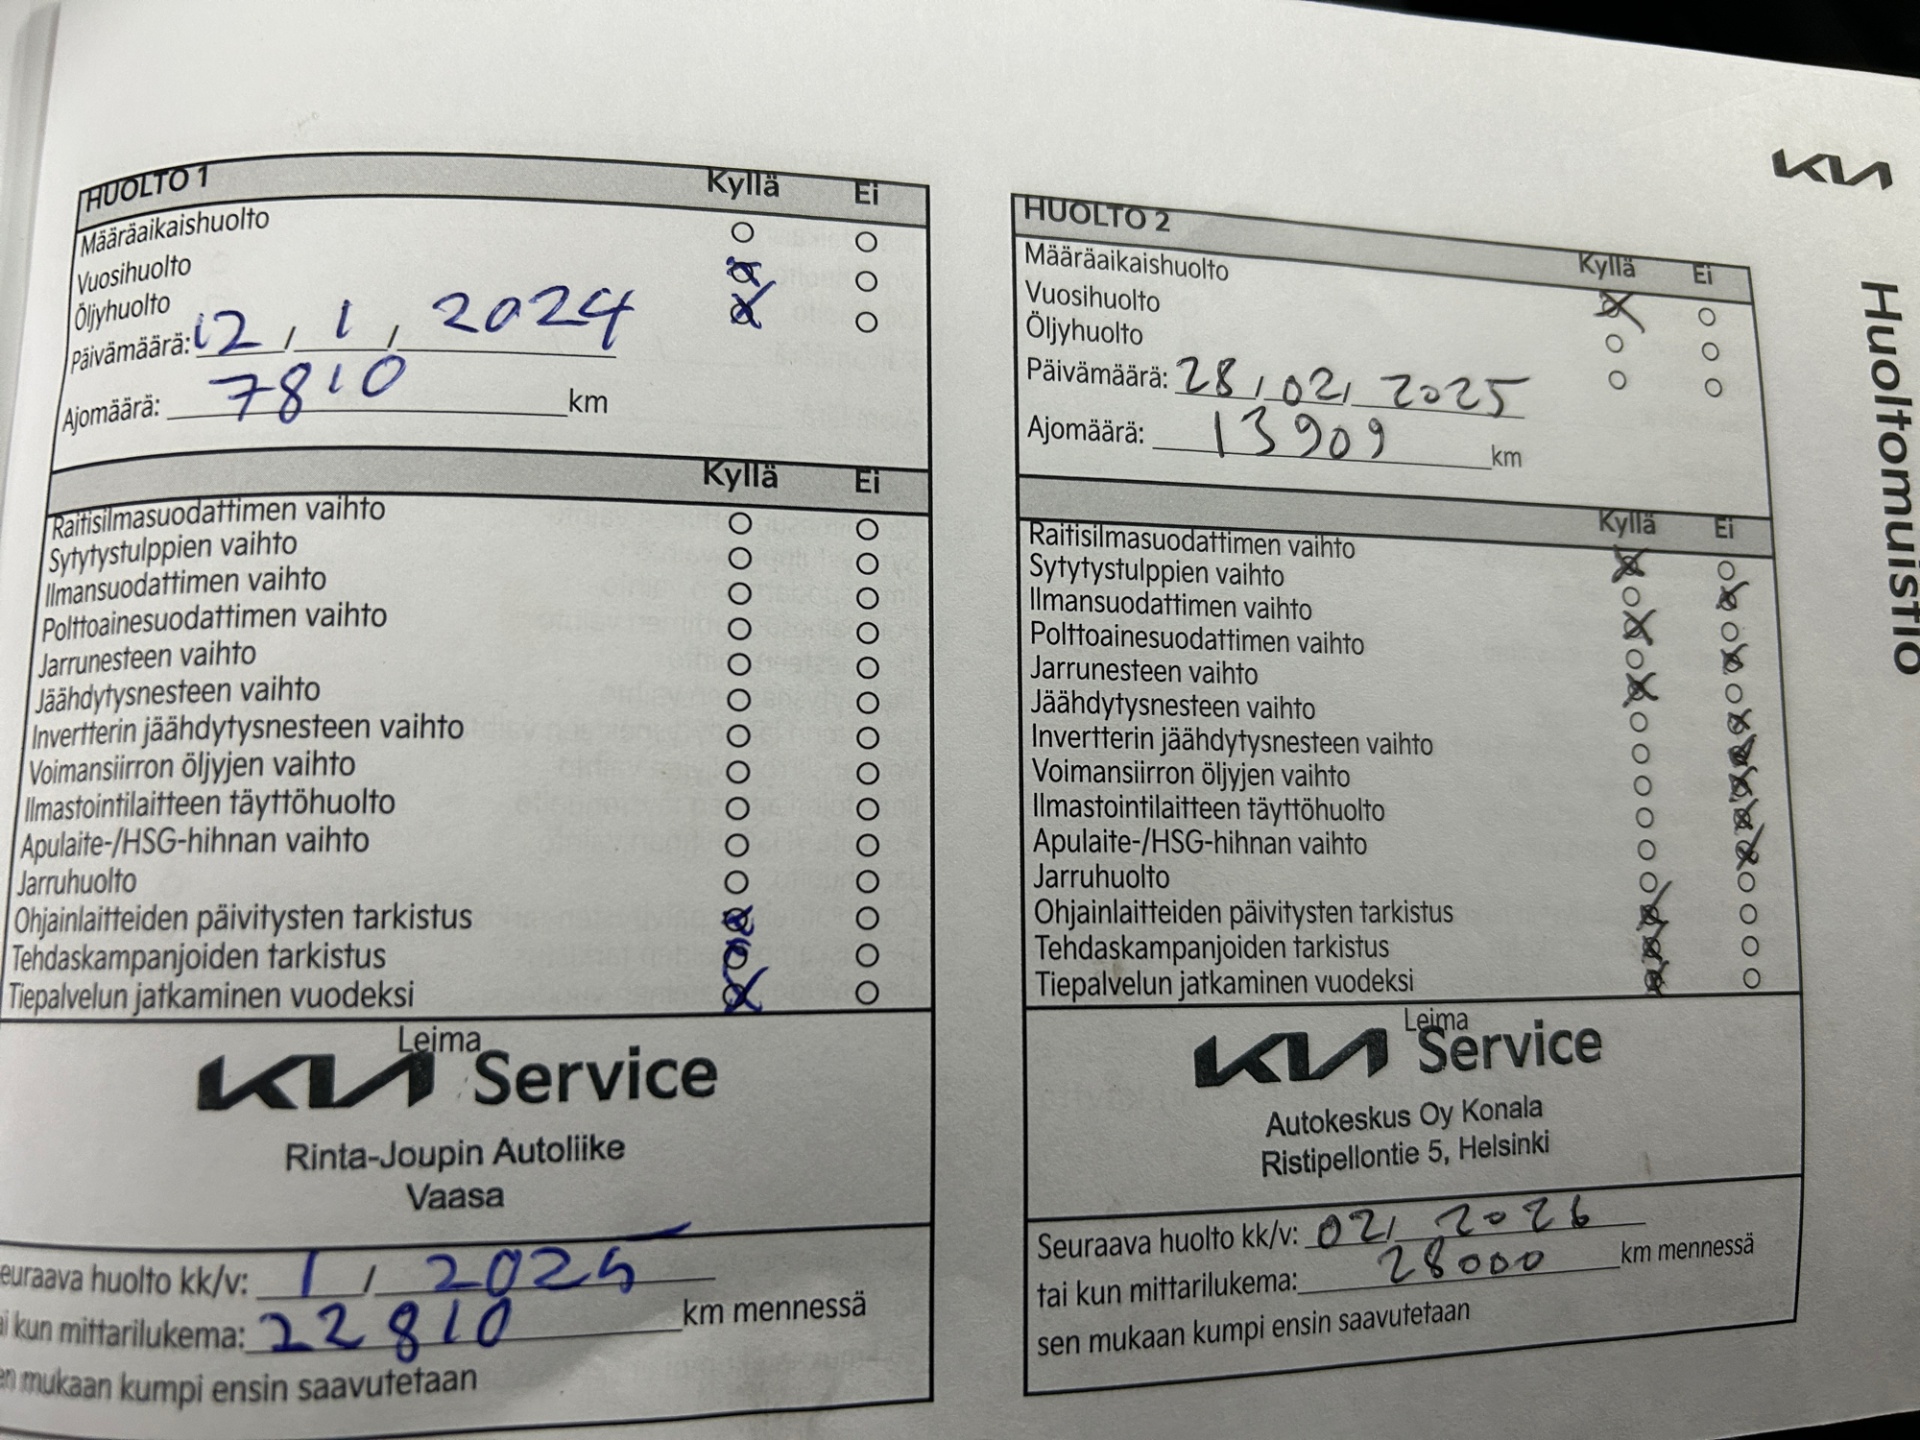 HUOLTO 1 Kyllä Ei
Määräaikaishuolto
Vuosihuolto
Öljyhuolto
Päivämäärä: 12 / 1 / 2024
Ajomäärä: 7810 km
Kyllä Ei
Raitisilmasuodattimen vaihto
Sytytystulppien vaihto
Ilmansuodattimen vaihto
Polttoainesuodattimen vaihto
Jarrunesteen vaihto
Jäähdytysnesteen vaihto
Invertterin jäähdytysnesteen vaihto
Voimansiirron öljyjen vaihto
Ilmastointilaitteen täyttöhuolto
Apulaite-/HSG-hihnan vaihto
Jarruhuolto
Ohjainlaitteiden päivitysten tarkistus
Tehdaskampanjoiden tarkistus
Tiepalvelun jatkaminen vuodeksi
Leima
KIA Service
Rinta-Joupin Autoliike
Vaasa
euraava huolto kk/v: 1 / 2025
ai kun mittarilukema: 22810 km mennessä
en mukaan kumpi ensin saavutetaan
KIA
Huoltomuistio
HUOLTO 2 Kyllä Ei
Määräaikaishuolto
Vuosihuolto
Öljyhuolto
Päivämäärä: 28 / 02 / 2025
Ajomäärä: 13909 km
Kyllä Ei
Raitisilmasuodattimen vaihto
Sytytystulppien vaihto
Ilmansuodattimen vaihto
Polttoainesuodattimen vaihto
Jarrunesteen vaihto
Jäähdytysnesteen vaihto
Invertterin jäähdytysnesteen vaihto
Voimansiirron öljyjen vaihto
Ilmastointilaitteen täyttöhuolto
Apulaite-/HSG-hihnan vaihto
Jarruhuolto
Ohjainlaitteiden päivitysten tarkistus
Tehdaskampanjoiden tarkistus
Tiepalvelun jatkaminen vuodeksi
Leima
KIA Service
Autokeskus Oy Konala
Ristipellontie 5, Helsinki
Seuraava huolto kk/v: 02 / 2026
tai kun mittarilukema: 28000 km mennessä
sen mukaan kumpi ensin saavutetaan